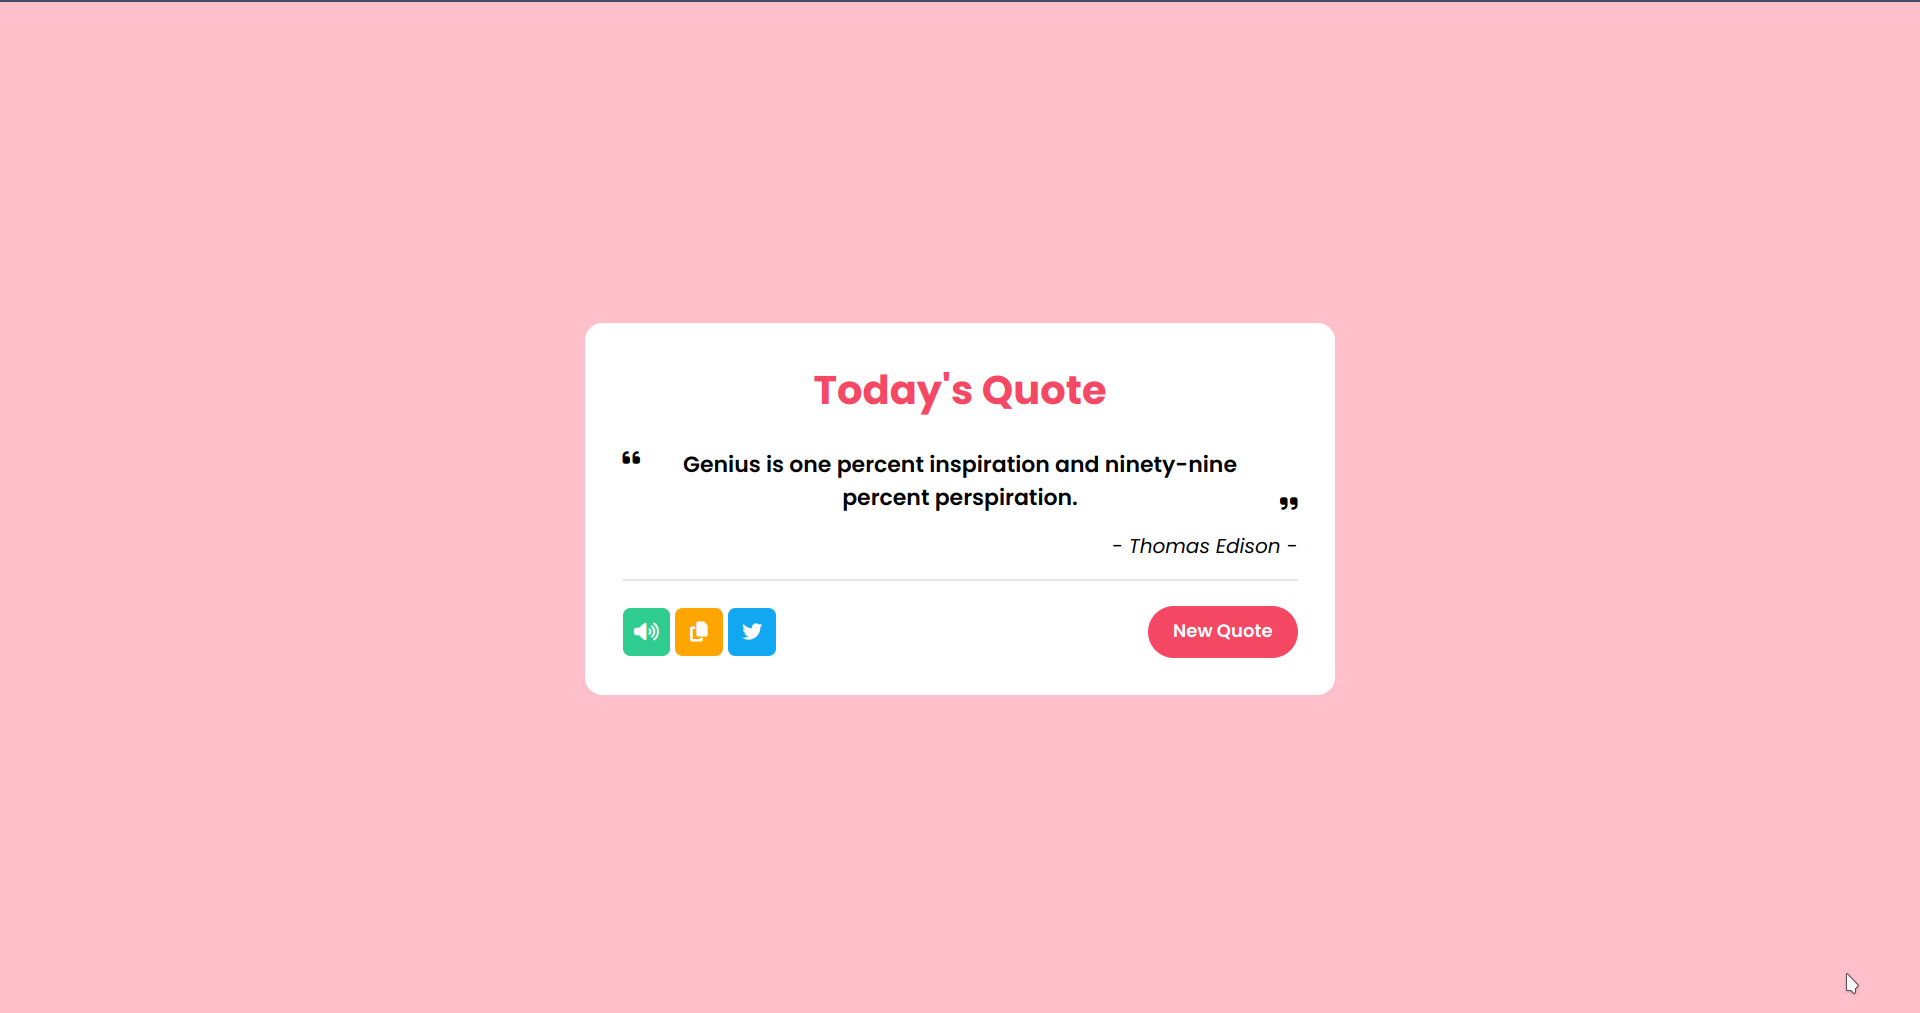 Today's Quote
“ Genius is one percent inspiration and ninety-nine
percent perspiration. ”
- Thomas Edison -
New Quote